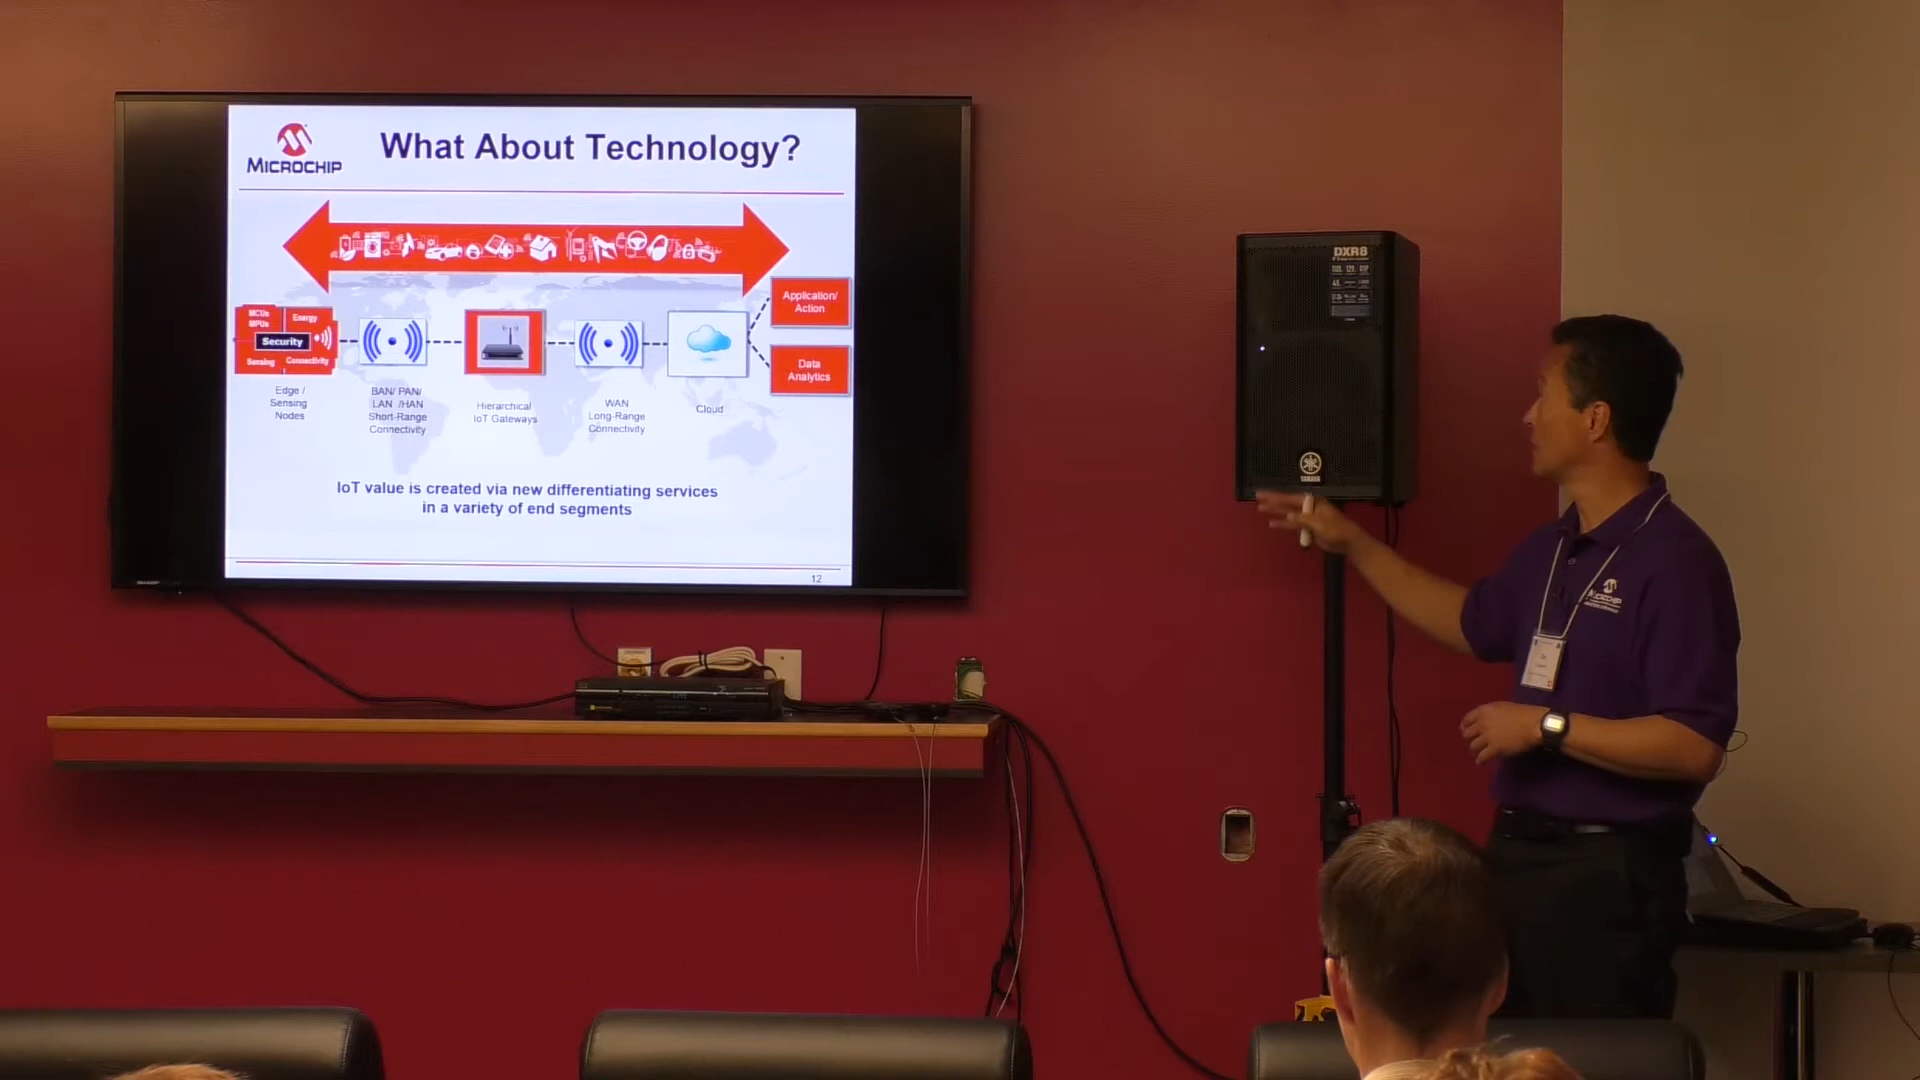 MICROCHIP
What About Technology?
MCUs
MPUs
Energy
Security
Sensing
Connectivity
Edge /
Sensing
Nodes
BAN/ PAN/
LAN /HAN
Short-Range
Connectivity
Hierarchical
IoT Gateways
WAN
Long-Range
Connectivity
Cloud
Application/
Action
Data
Analytics
IoT value is created via new differentiating services
in a variety of end segments
12
DXR8
YAMAHA
MICROCHIP